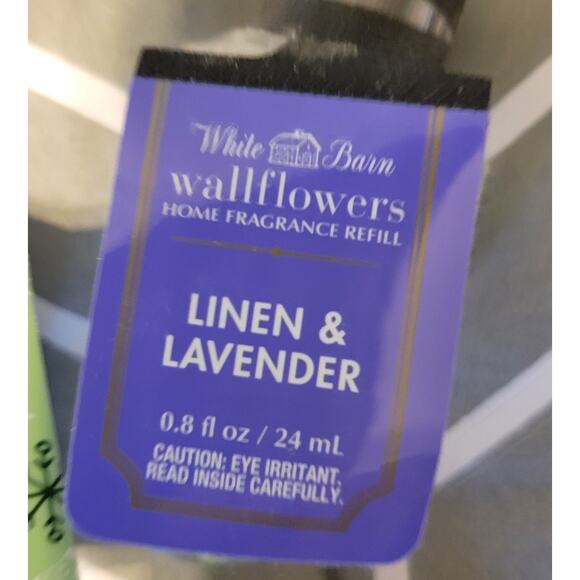 White Barn
wallflowers
HOME FRAGRANCE REFILL
LINEN &
LAVENDER
0.8 fl oz / 24 mL
CAUTION: EYE IRRITANT.
READ INSIDE CAREFULLY.